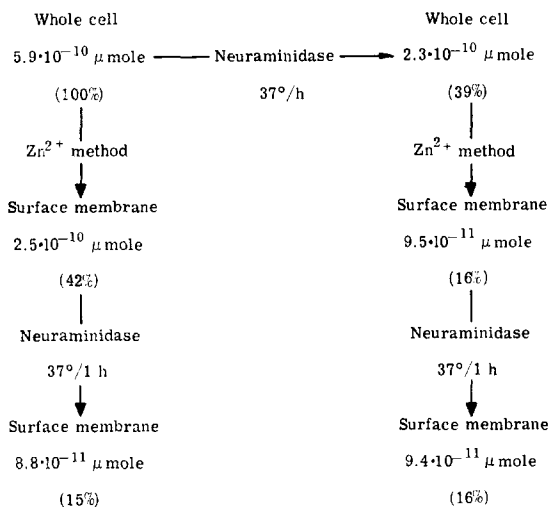 Whole cell
Whole cell
5.9•10⁻¹⁰ μ mole
Neuraminidase
2.3•10⁻¹⁰ μ mole
(100%)
37°/h
(39%)
Zn²⁺ method
Zn²⁺ method
Surface membrane
Surface membrane
2.5•10⁻¹⁰ μ mole
9.5•10⁻¹¹ μ mole
(42%)
(16%)
Neuraminidase
Neuraminidase
37°/1 h
37°/1 h
Surface membrane
Surface membrane
8.8•10⁻¹¹ μ mole
9.4•10⁻¹¹ μ mole
(15%)
(16%)